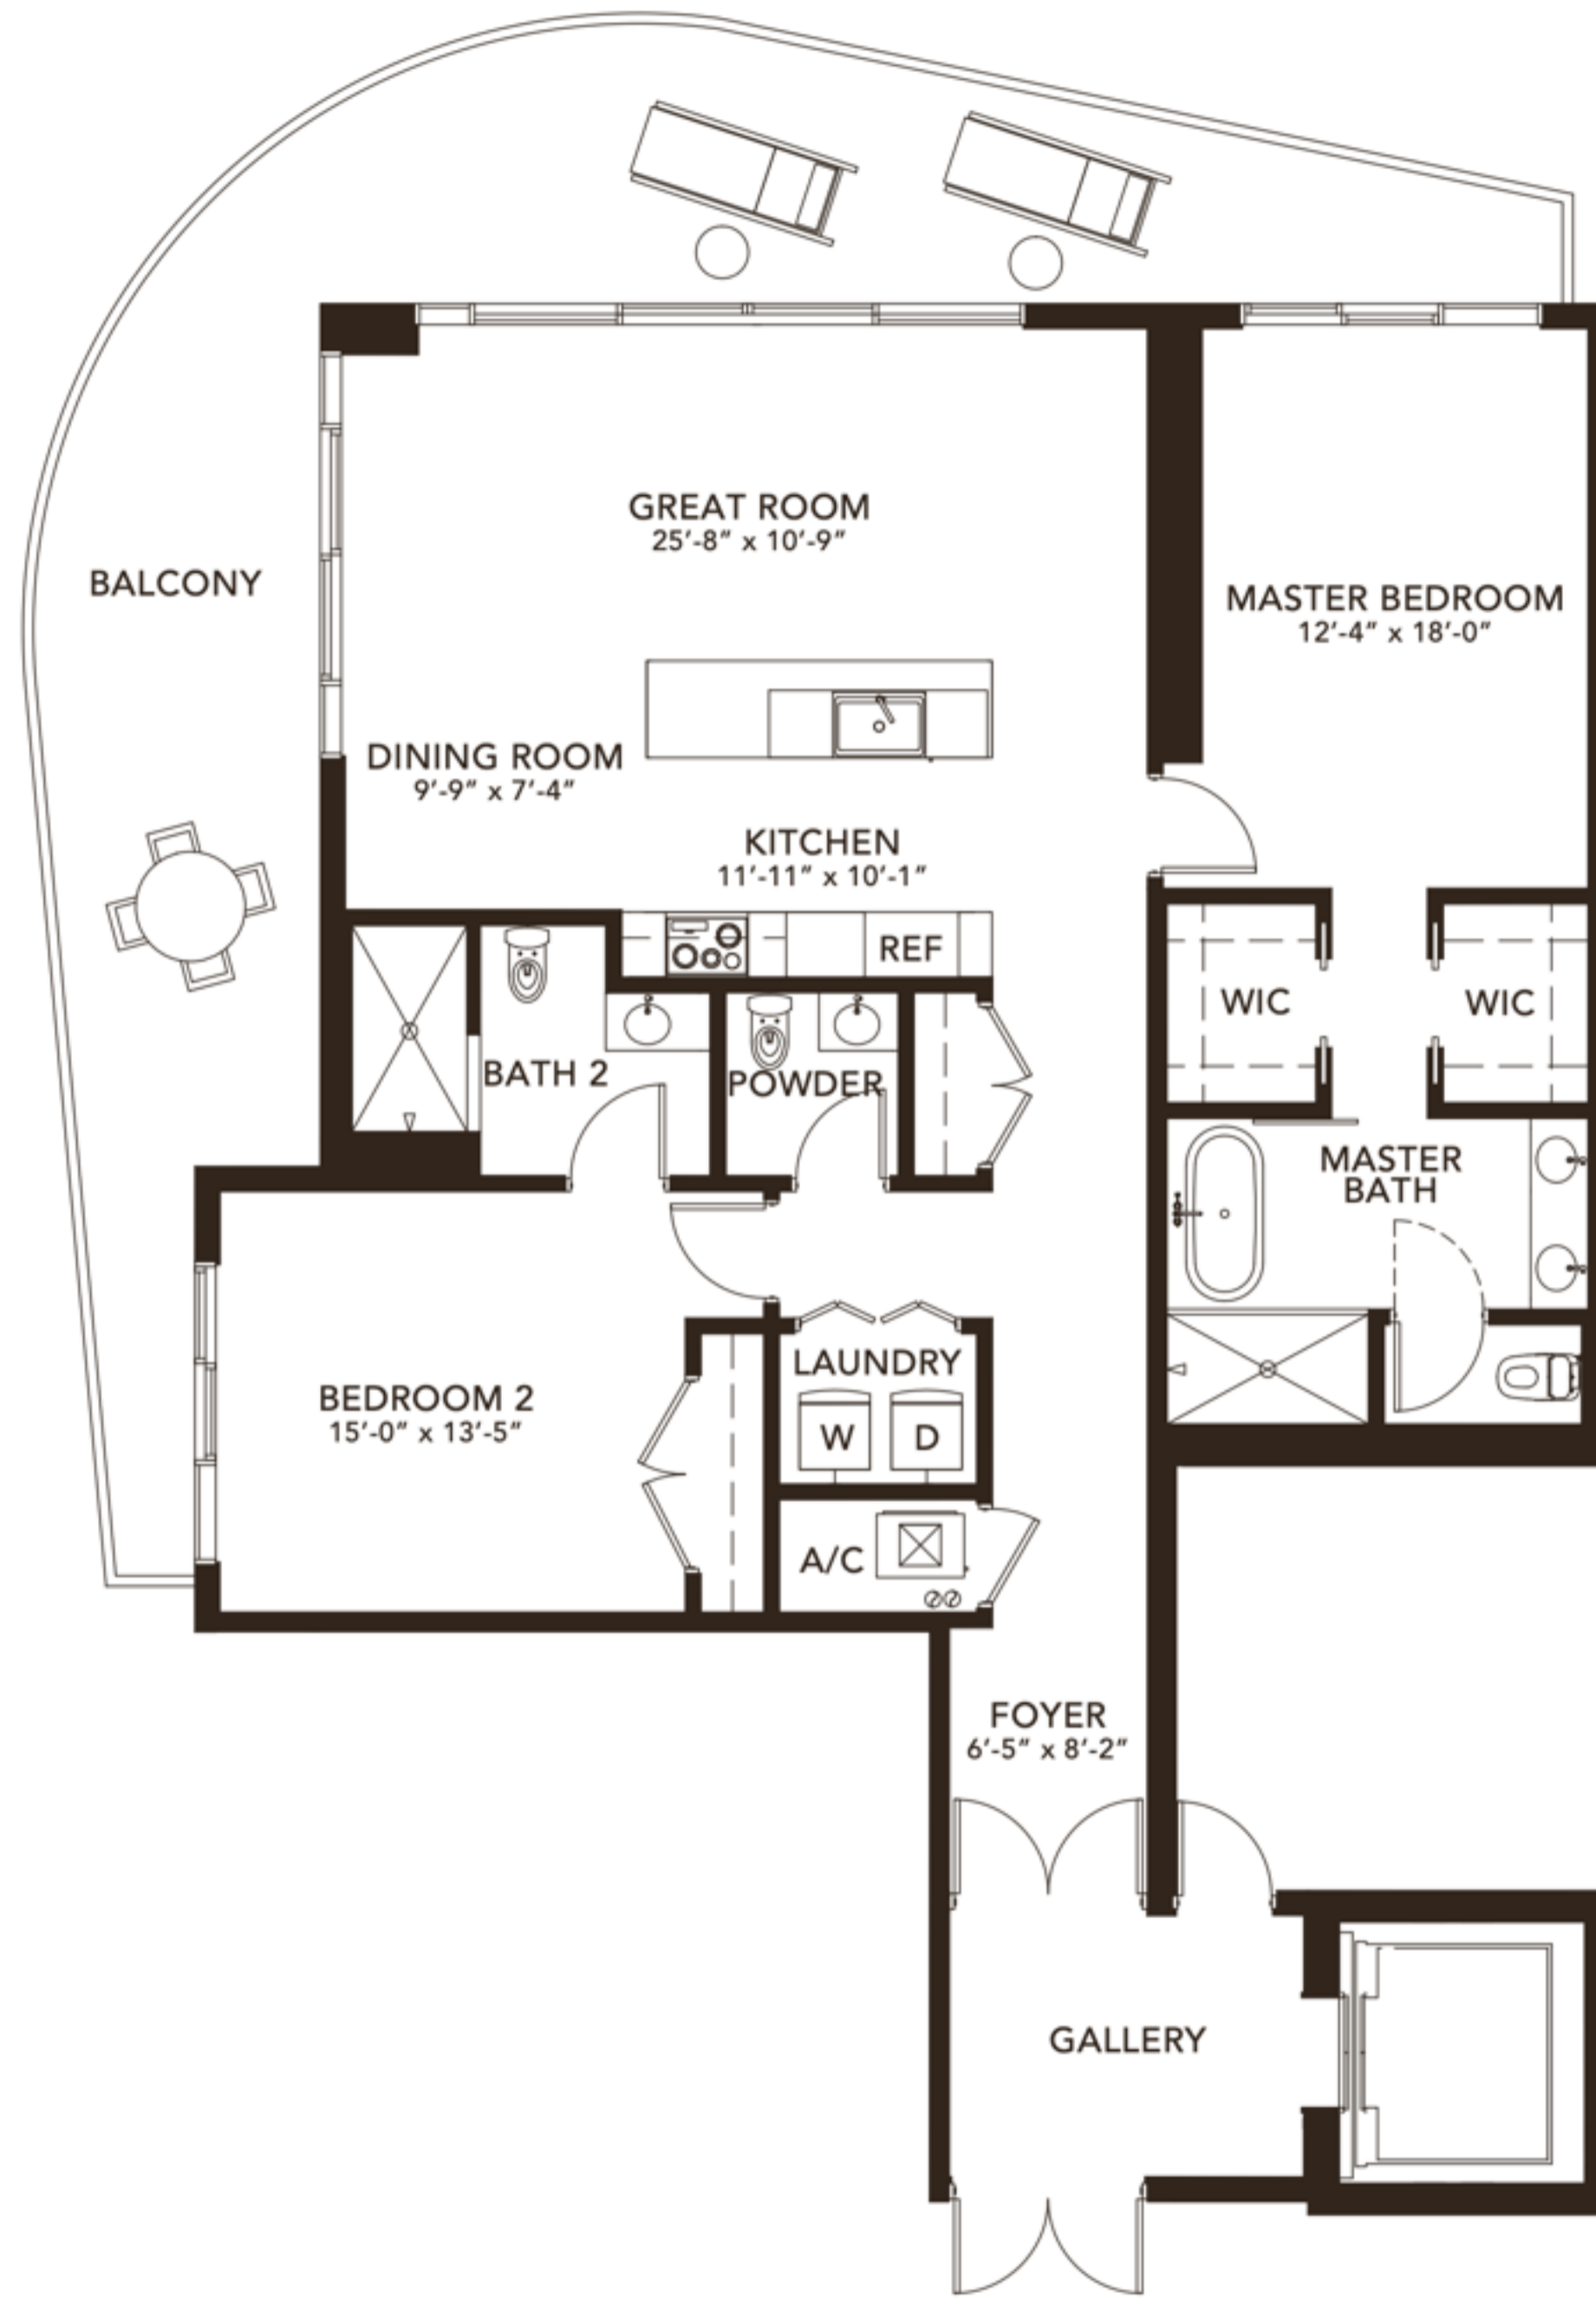 GREAT ROOM
25'-8" x 10'-9"
BALCONY
MASTER BEDROOM
12'-4" x 18'-0"
DINING ROOM
9'-9" x 7'-4"
KITCHEN
11'-11" x 10'-1"
REF
WIC
WIC
BATH 2
POWDER
MASTER
BATH
LAUNDRY
W
D
BEDROOM 2
15'-0" x 13'-5"
A/C
FOYER
6'-5" x 8'-2"
GALLERY